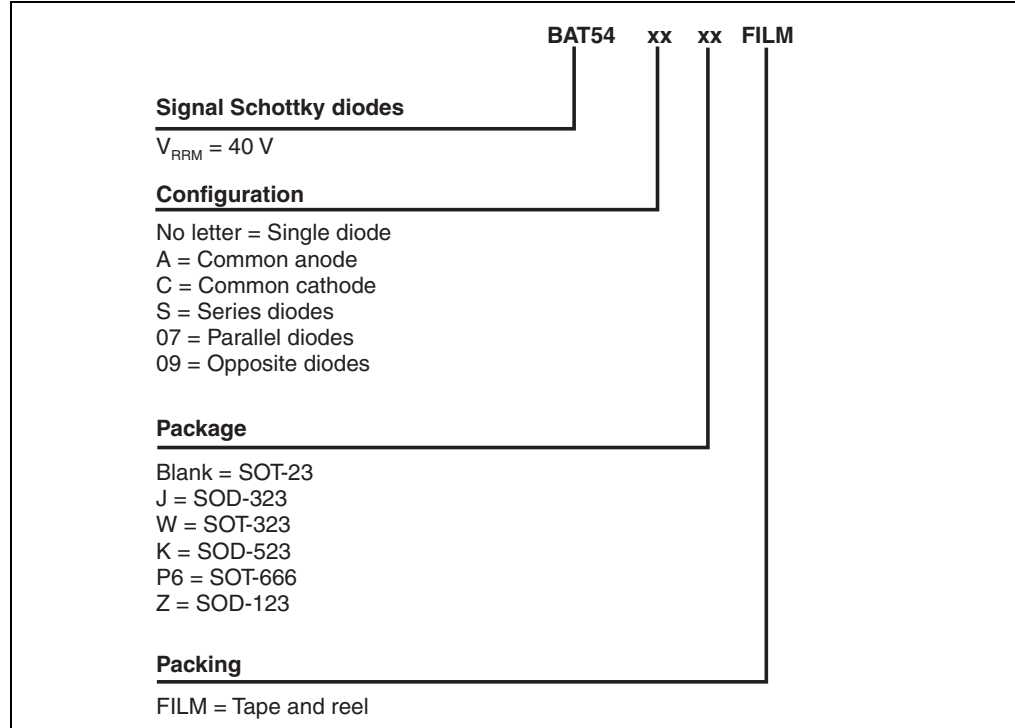 BAT54 xx xx FILM
Signal Schottky diodes
VRRM = 40 V
Configuration
No letter = Single diode
A = Common anode
C = Common cathode
S = Series diodes
07 = Parallel diodes
09 = Opposite diodes
Package
Blank = SOT-23
J = SOD-323
W = SOT-323
K = SOD-523
P6 = SOT-666
Z = SOD-123
Packing
FILM = Tape and reel